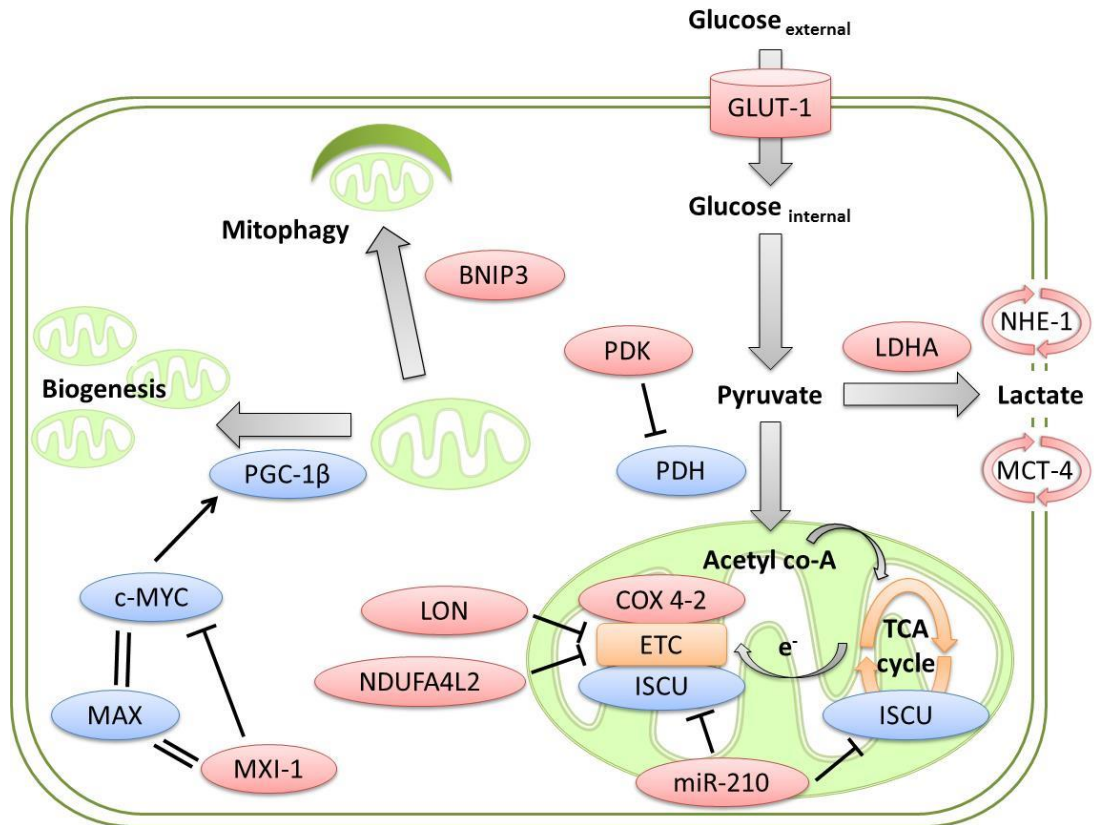 Glucose external
GLUT-1
Glucose internal
Mitophagy
BNIP3
NHE-1
PDK
LDHA
Biogenesis
Pyruvate
Lactate
PGC-1β
PDH
MCT-4
Acetyl co-A
c-MYC
LON
COX 4-2
ETC
e-
TCA
cycle
NDUFA4L2
ISCU
ISCU
MAX
MXI-1
miR-210